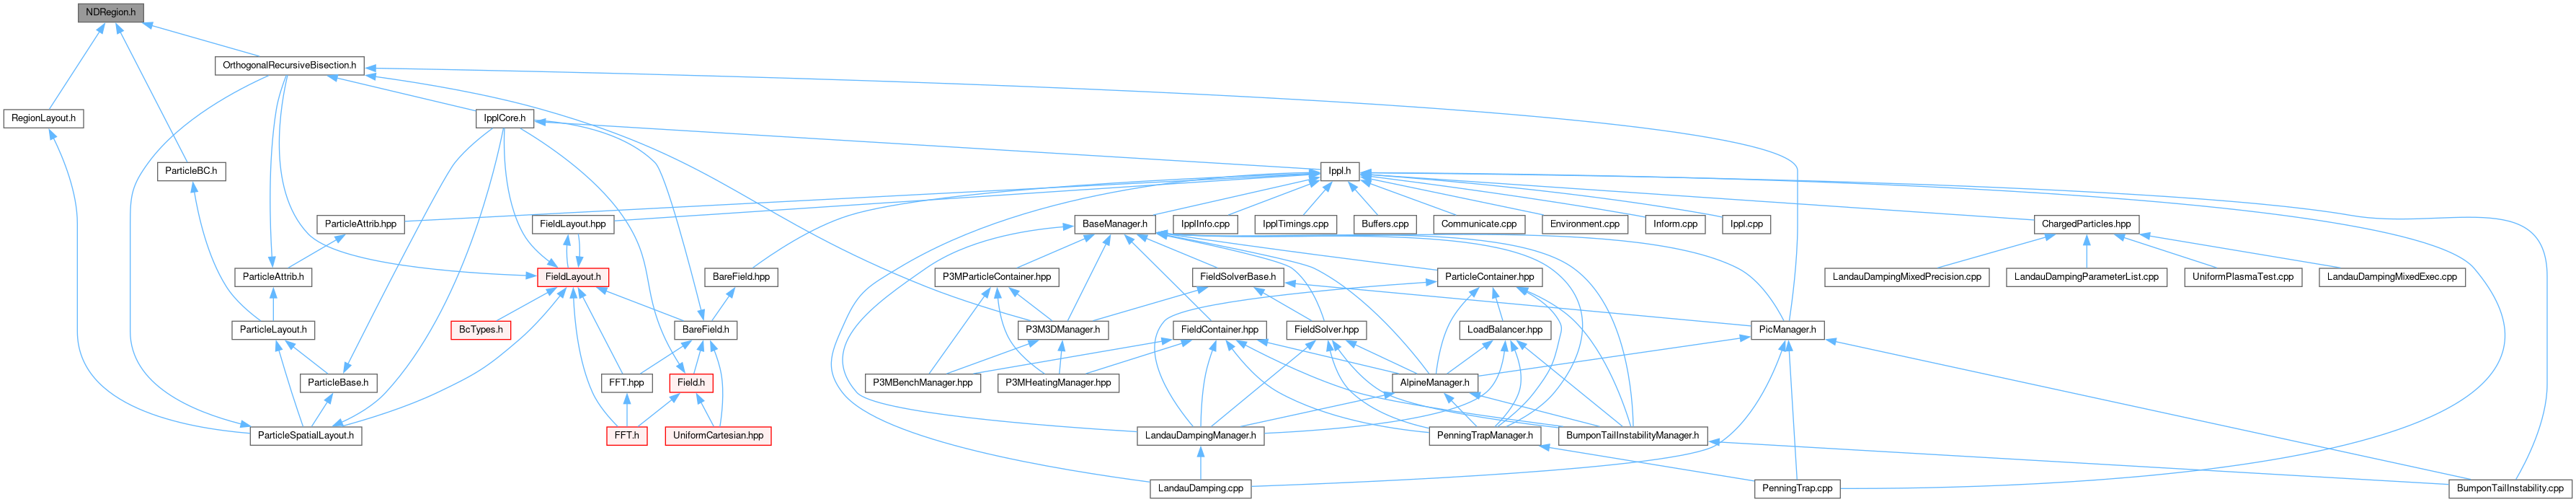 NDRegion.h
OrthogonalRecursiveBisection.h
RegionLayout.h
IpplCore.h
ParticleBC.h
Ippl.h
ParticleAttrib.hpp
FieldLayout.hpp
BaseManager.h
IpplInfo.cpp
IpplTimings.cpp
Buffers.cpp
Communicate.cpp
Environment.cpp
Inform.cpp
Ippl.cpp
ChargedParticles.hpp
ParticleAttrib.h
FieldLayout.h
BareField.hpp
P3MParticleContainer.hpp
FieldSolverBase.h
ParticleContainer.hpp
LandauDampingMixedPrecision.cpp
LandauDampingParameterList.cpp
UniformPlasmaTest.cpp
LandauDampingMixedExec.cpp
ParticleLayout.h
BcTypes.h
BareField.h
P3M3DManager.h
FieldContainer.hpp
FieldSolver.hpp
LoadBalancer.hpp
PicManager.h
ParticleBase.h
FFT.hpp
Field.h
P3MBenchManager.hpp
P3MHeatingManager.hpp
AlpineManager.h
ParticleSpatialLayout.h
FFT.h
UniformCartesian.hpp
LandauDampingManager.h
PenningTrapManager.h
BumponTailInstabilityManager.h
LandauDamping.cpp
PenningTrap.cpp
BumponTailInstability.cpp